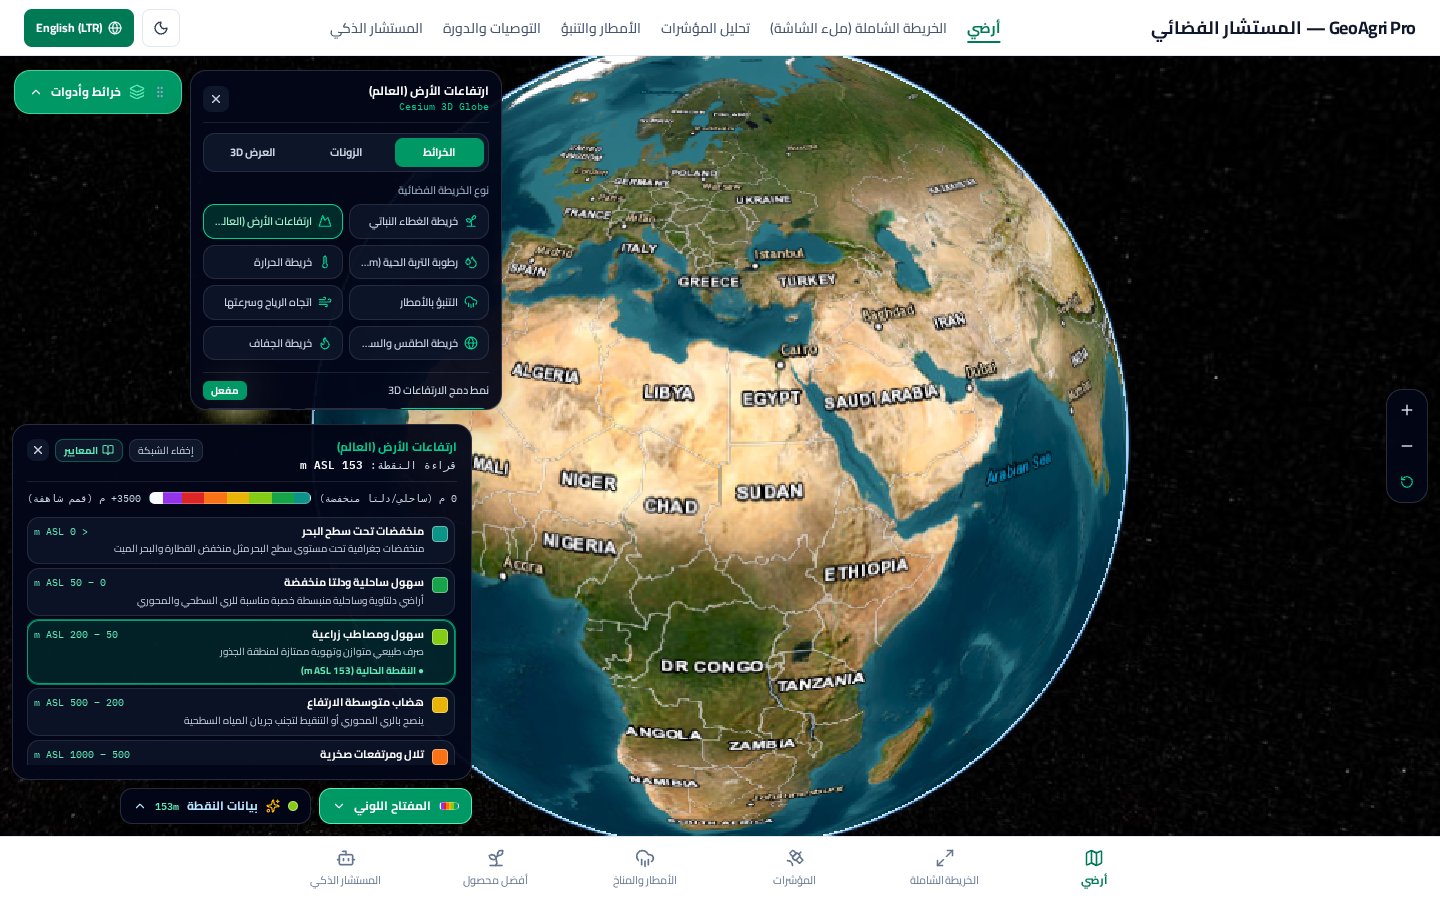 GeoAgri Pro — المستشار الفضائي
أرضي
الخريطة الشاملة (ملء الشاشة)
تحليل المؤشرات
الأمطار والتنبؤ
التوصيات والدورة
المستشار الذكي
English (LTR)
خرائط وأدوات
ارتفاعات الأرض (العالم)
Cesium 3D Globe
الخرائط
الزونات
العرض 3D
نوع الخريطة الفضائية
خريطة الغطاء النباتي
ارتفاعات الأرض (العالـ...
رطوبة التربة الحية (m...
خريطة الحرارة
التنبؤ بالأمطار
اتجاه الرياح وسرعتها
خريطة الطقس والسـ...
خريطة الجفاف
نمط دمج الارتفاعات 3D
مفعل
ارتفاعات الأرض (العالم)
قراءة النقطة: 153 m ASL
إخفاء الشبكة
المعايير
0 م (ساحلي/دلتا منخفضة)
+3500 م (قمم شاهقة)
منخفضات تحت سطح البحر
< 0 m ASL
منخفضات جغرافية تحت مستوى سطح البحر مثل منخفض القطارة والبحر الميت
سهول ساحلية ودلتا منخفضة
0 – 50 m ASL
أراضي دلتاوية وساحلية منبسطة خصبة مناسبة للري السطحي والمحوري
سهول ومصاطب زراعية
50 – 200 m ASL
صرف طبيعي متوازن وتهوية ممتازة لمنطقة الجذور
● النقطة الحالية (153 m ASL)
هضاب متوسطة الارتفاع
200 – 500 m ASL
ينصح بالري المحوري أو التنقيط لتجنب جريان المياه السطحية
تلال ومرتفعات صخرية
500 – 1000 m ASL
المفتاح اللوني
بيانات النقطة
153m
POLAND
GERMANY
UKRAINE
FRANCE
Milan
ITALY
Madrid
SPAIN
Istanbul
GREECE
TURKEY
Baghdad
IRAN
Cairo
Dubai
INDIA
Mumbai
ALGERIA
LIBYA
EGYPT
SAUDI ARABIA
Arabian Sea
MALI
NIGER
CHAD
SUDAN
NIGERIA
Accra
ETHIOPIA
DR CONGO
TANZANIA
ANGOLA
ZAMBIA
NAMIBIA
أرضي
الخريطة الشاملة
المؤشرات
الأمطار والمناخ
أفضل محصول
المستشار الذكي